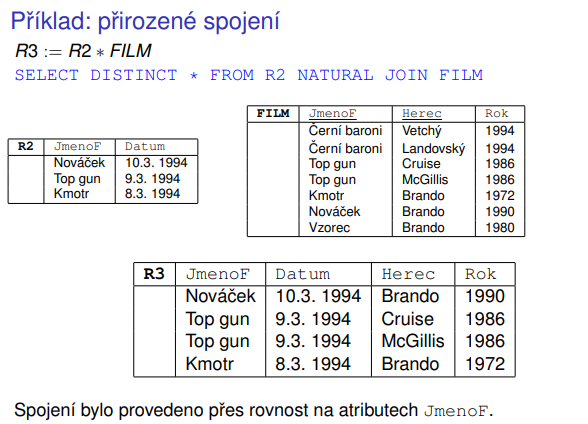 Příklad: přirozené spojení
R3 := R2 ∗ FILM
SELECT DISTINCT * FROM R2 NATURAL JOIN FILM
R2 JmenoF Datum
Nováček 10.3. 1994
Top gun 9.3. 1994
Kmotr 8.3. 1994
FILM JmenoF Herec Rok
Černí baroni Vetchý 1994
Černí baroni Landovský 1994
Top gun Cruise 1986
Top gun McGillis 1986
Kmotr Brando 1972
Nováček Brando 1990
Vzorec Brando 1980
R3 JmenoF Datum Herec Rok
Nováček 10.3. 1994 Brando 1990
Top gun 9.3. 1994 Cruise 1986
Top gun 9.3. 1994 McGillis 1986
Kmotr 8.3. 1994 Brando 1972
Spojení bylo provedeno přes rovnost na atributech JmenoF.